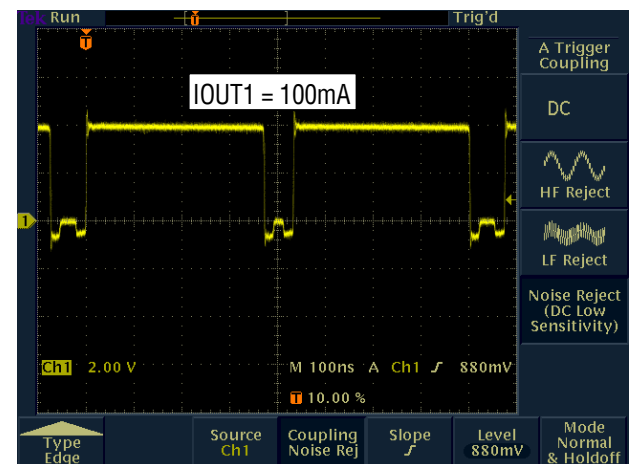 Run
Trig'd
T
A Trigger
Coupling
DC
IOUT1 = 100mA
HF Reject
1
LF Reject
Noise Reject
(DC Low
Sensitivity)
Ch1 2.00 V
M 100ns A Ch1 880mV
T 10.00 %
Type
Edge
Source
Ch1
Coupling
Noise Rej
Slope
Level
880mV
Mode
Normal
& Holdoff